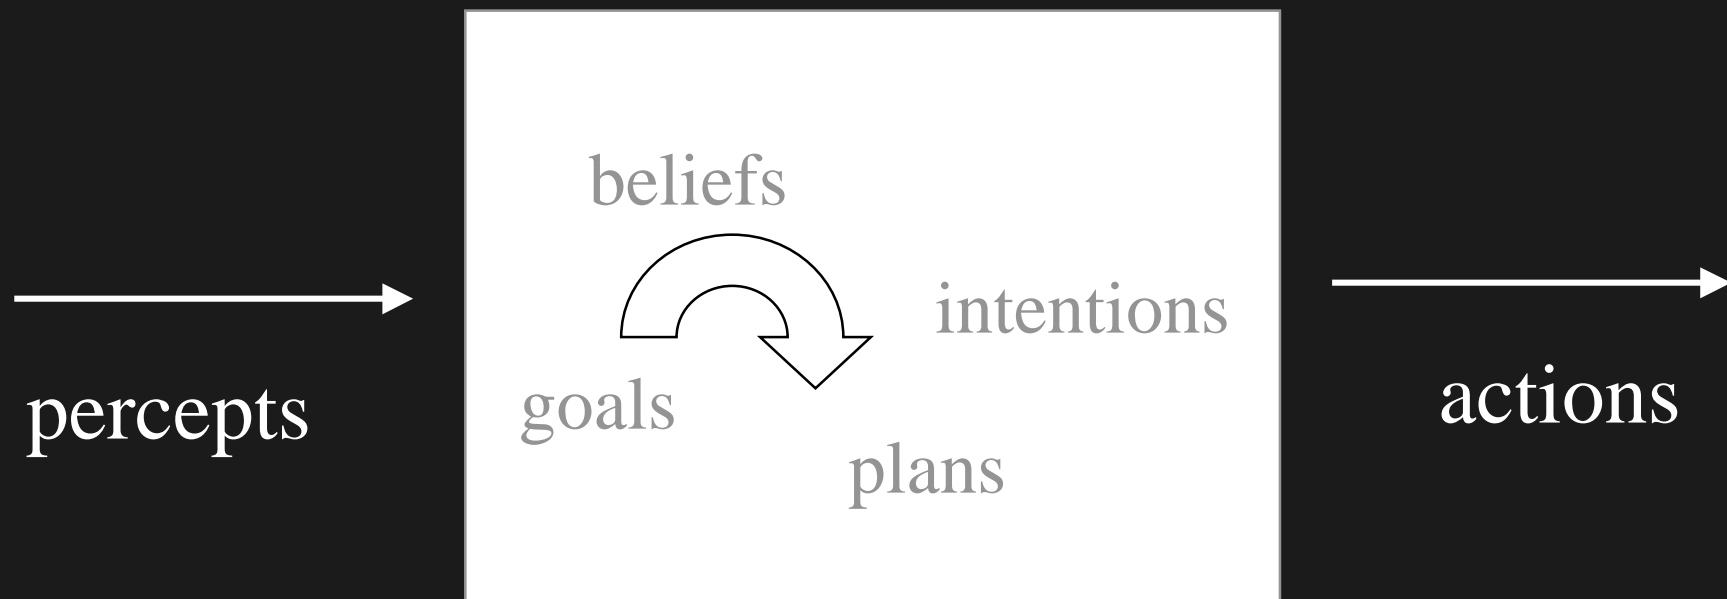 beliefs
intentions
percepts
goals
actions
plans